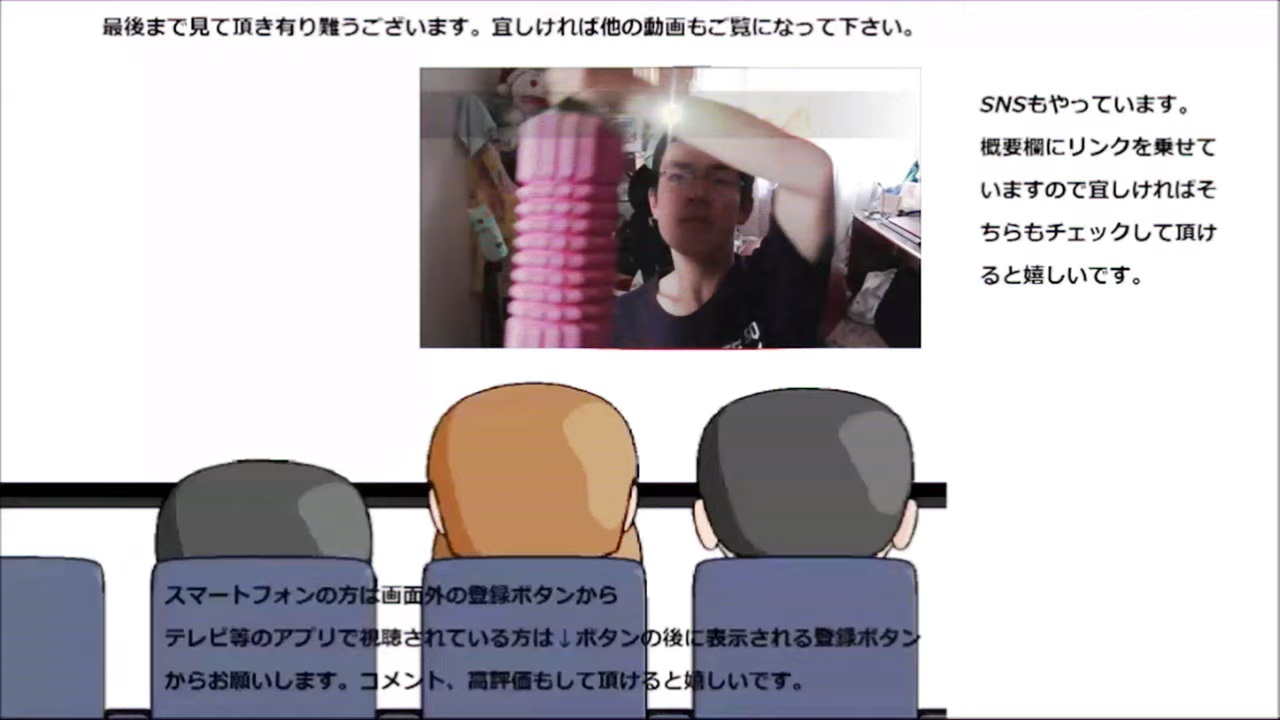 最後まで見て頂き有り難うございます。宜しければ他の動画もご覧になって下さい。
SNSもやっています。
概要欄にリンクを乗せて
いますので宜しければそ
ちらもチェックして頂け
ると嬉しいです。
スマートフォンの方は画面外の登録ボタンから
テレビ等のアプリで視聴されている方は↓ボタンの後に表示される登録ボタン
からお願いします。コメント、高評価もして頂けると嬉しいです。